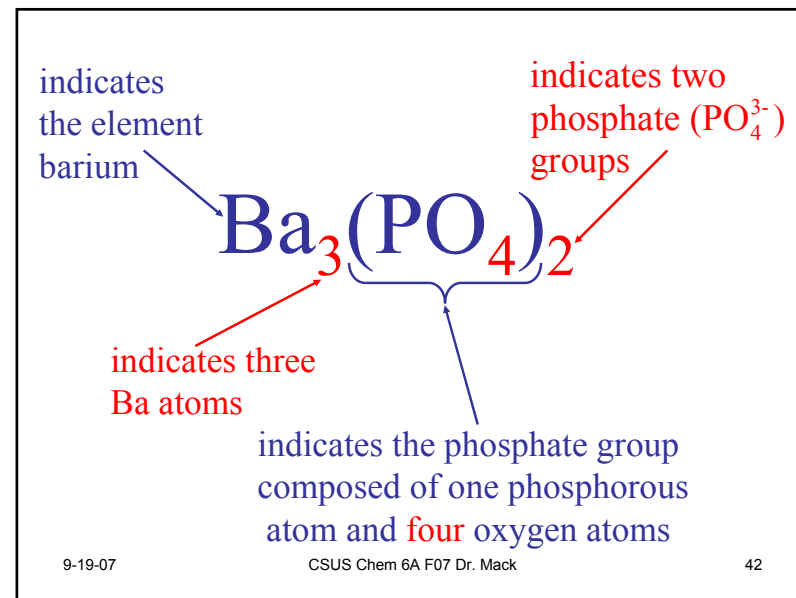 indicates
the element
barium
indicates two
phosphate (PO₄³⁻)
groups
Ba₃(PO₄)₂
indicates three
Ba atoms
indicates the phosphate group
composed of one phosphorous
atom and four oxygen atoms
9-19-07 CSUS Chem 6A F07 Dr. Mack 42